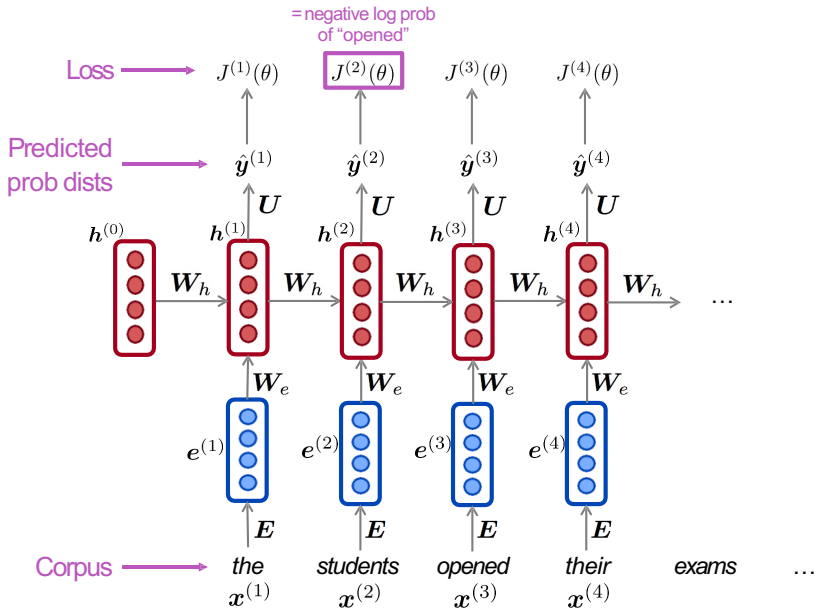 = negative log prob
of “opened”
Loss J^{(1)}(θ) J^{(2)}(θ) J^{(3)}(θ) J^{(4)}(θ)
Predicted
prob dists
ŷ^{(1)} ŷ^{(2)} ŷ^{(3)} ŷ^{(4)}
U U U U
h^{(0)} h^{(1)} h^{(2)} h^{(3)} h^{(4)}
W_h W_h W_h W_h W_h ...
W_e W_e W_e W_e
e^{(1)} e^{(2)} e^{(3)} e^{(4)}
E E E E
Corpus the students opened their exams ...
x^{(1)} x^{(2)} x^{(3)} x^{(4)}